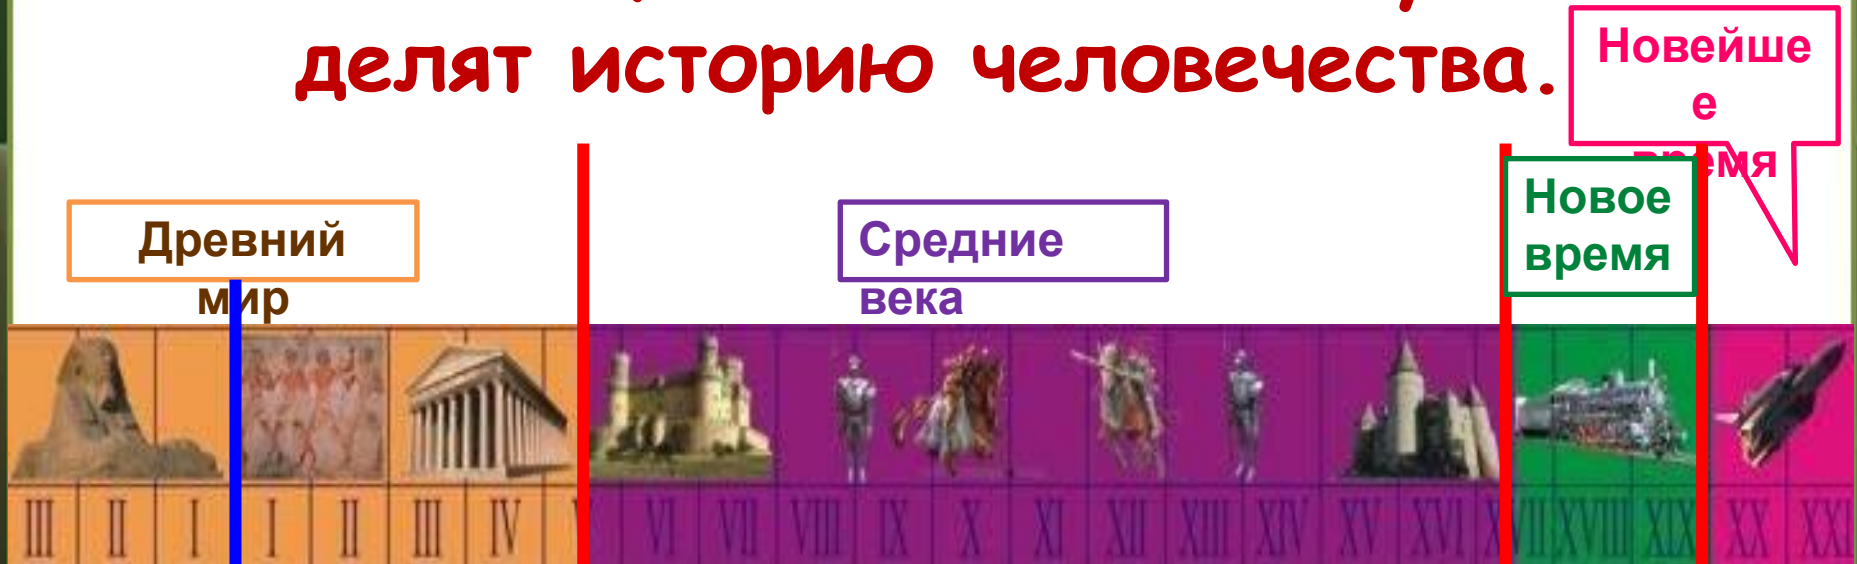 делят историю человечества.
Новейше
е
время
Новое
время
Древний
мир
Средние
века
III II I I II III IV V VI VII VIII IX X XI XII XIII XIV XV XVI XVII XVIII XIX XX XXI